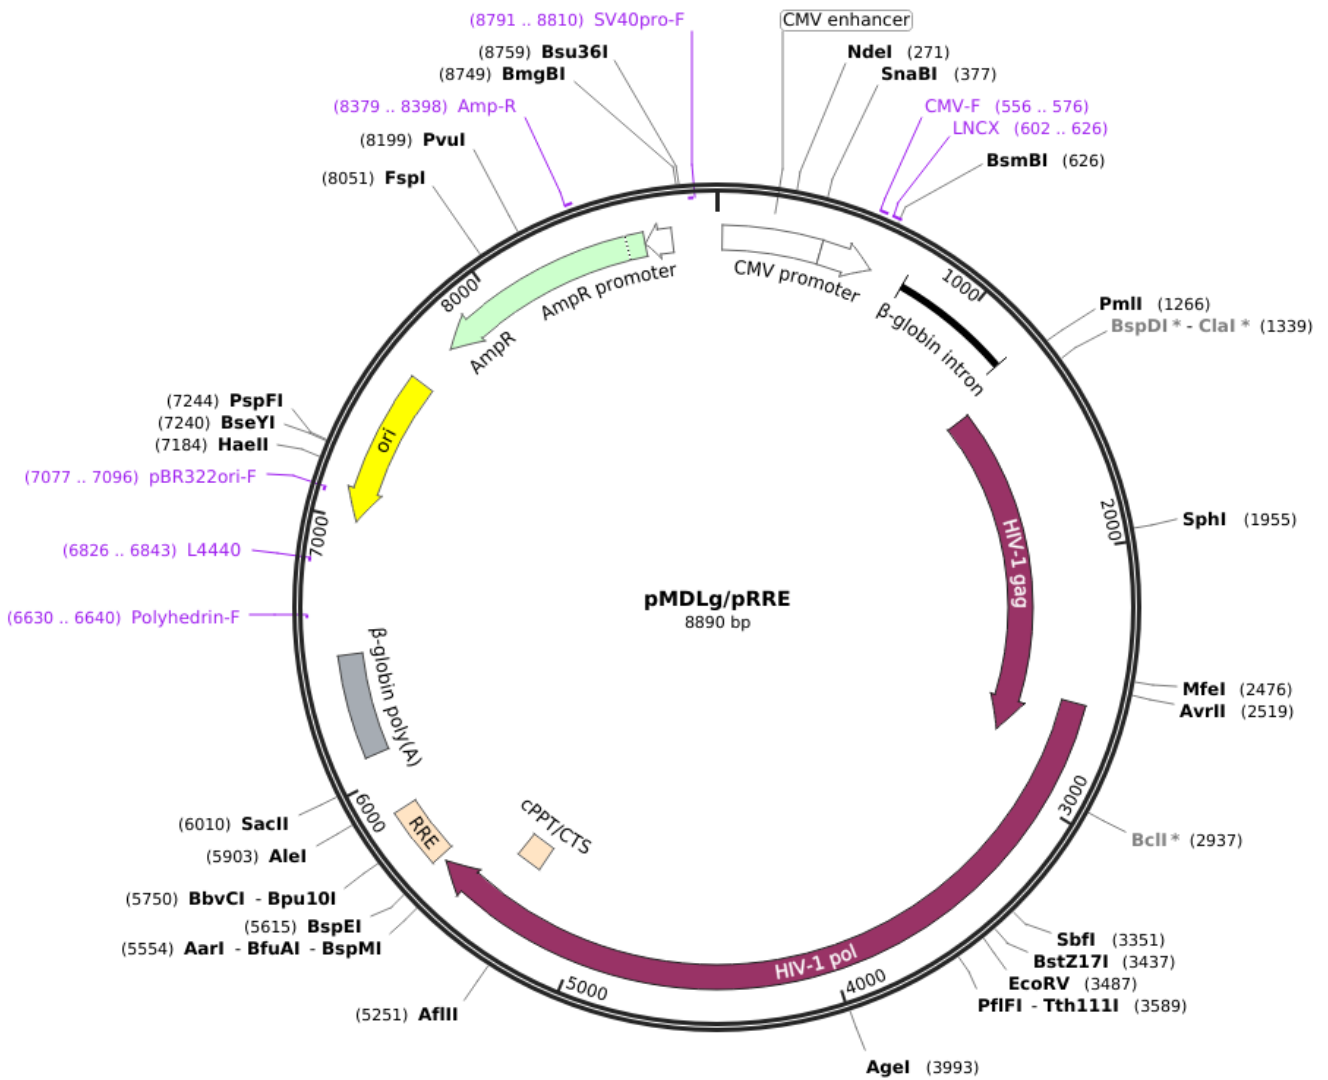 (8791 .. 8810) SV40pro-F
CMV enhancer
(8759) Bsu36I
NdeI (271)
(8749) BmgBI
SnaBI (377)
(8379 .. 8398) Amp-R
CMV-F (556 .. 576)
LNCX (602 .. 626)
(8199) PvuI
BsmBI (626)
(8051) FspI
CMV promoter
AmpR promoter
1000
8000
PmlI (1266)
BspDI * - ClaI * (1339)
β-globin intron
AmpR
(7244) PspFI
(7240) BseYI
(7184) HaeII
ori
(7077 .. 7096) pBR322ori-F
2000
SphI (1955)
7000
(6826 .. 6843) L4440
HIV-1 gag
pMDLg/pRRE
8890 bp
(6630 .. 6640) Polyhedrin-F
β-globin poly(A)
MfeI (2476)
AvrII (2519)
3000
6000
cPPT/CTS
(6010) SacII
RRE
BclI * (2937)
(5903) AleI
(5750) BbvCI - Bpu10I
(5615) BspEI
(5554) AarI - BfuAI - BspMI
SbfI (3351)
BstZ17I (3437)
HIV-1 pol
EcoRV (3487)
5000
4000
PflFI - Tth111I (3589)
(5251) AflII
AgeI (3993)